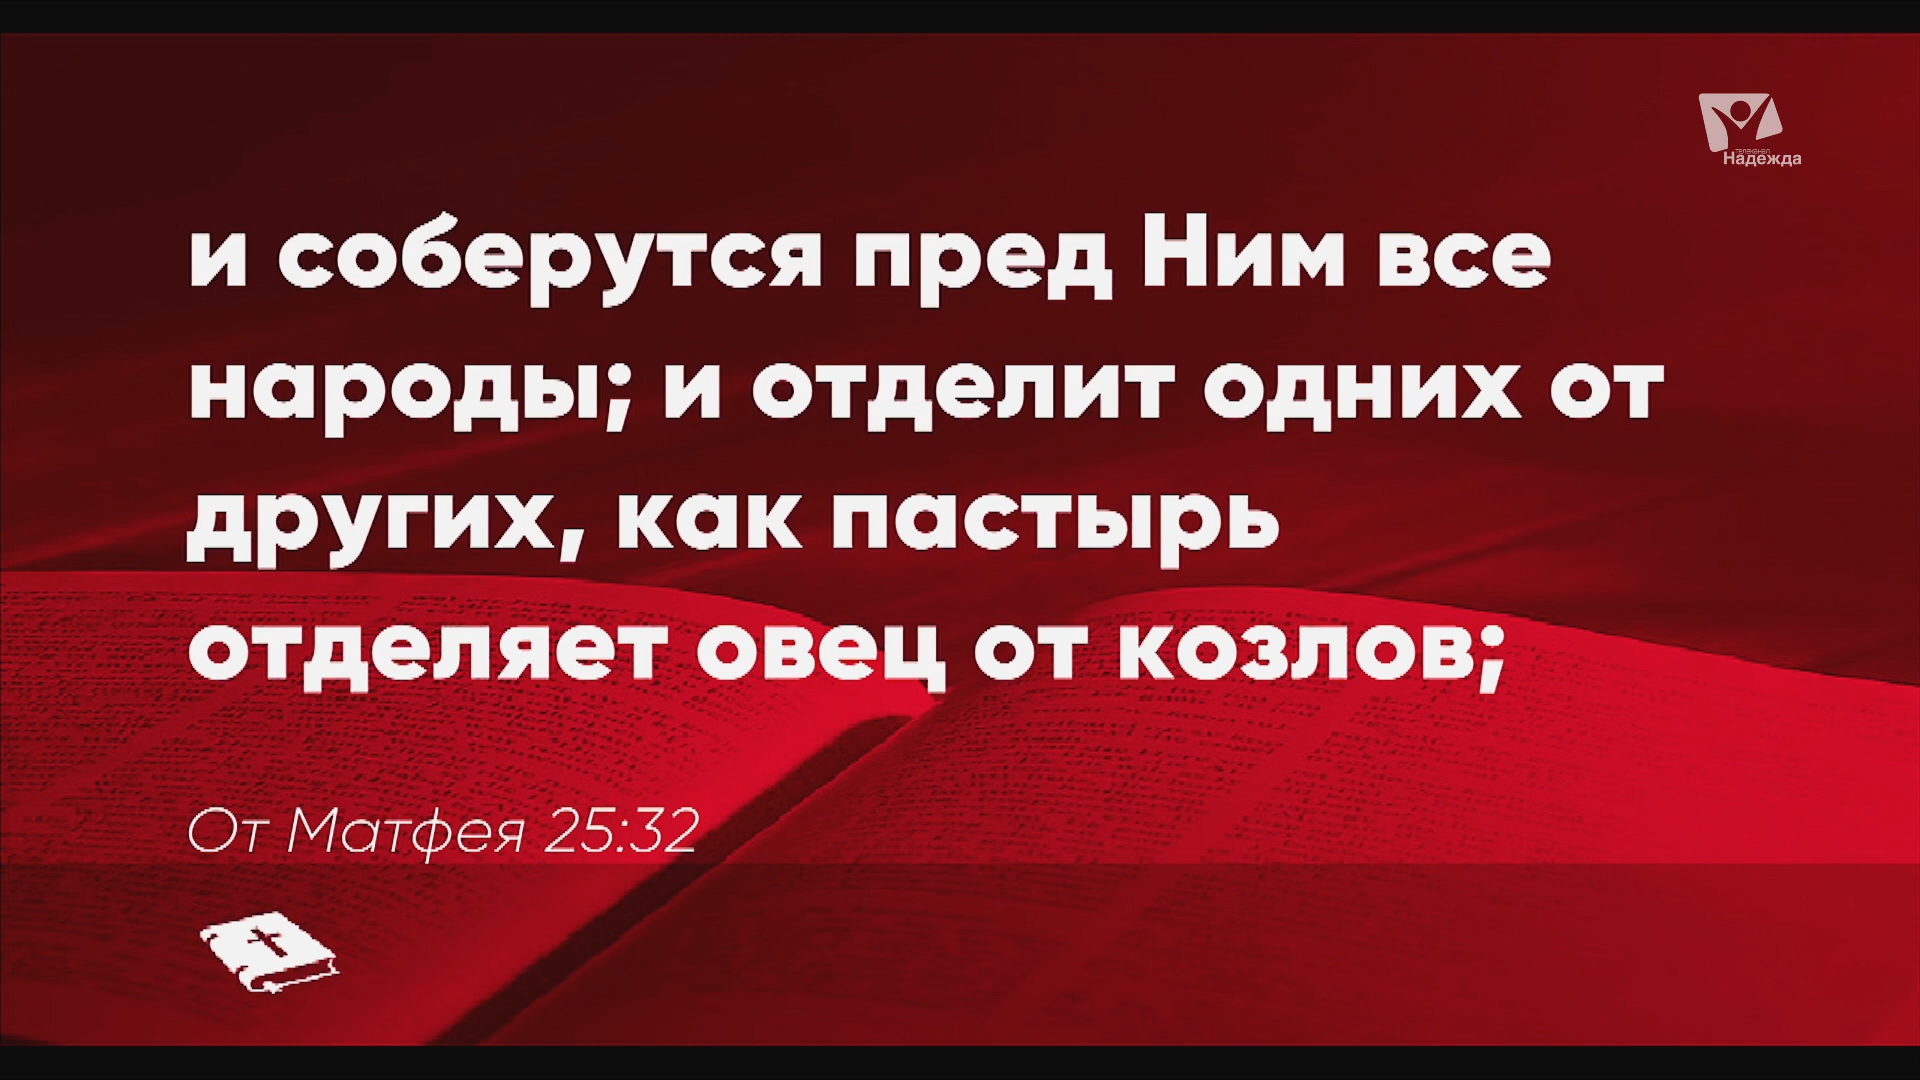 телеканал
Надежда
и соберутся пред Ним все
народы; и отделит одних от
других, как пастырь
отделяет овец от козлов;
От Матфея 25:32